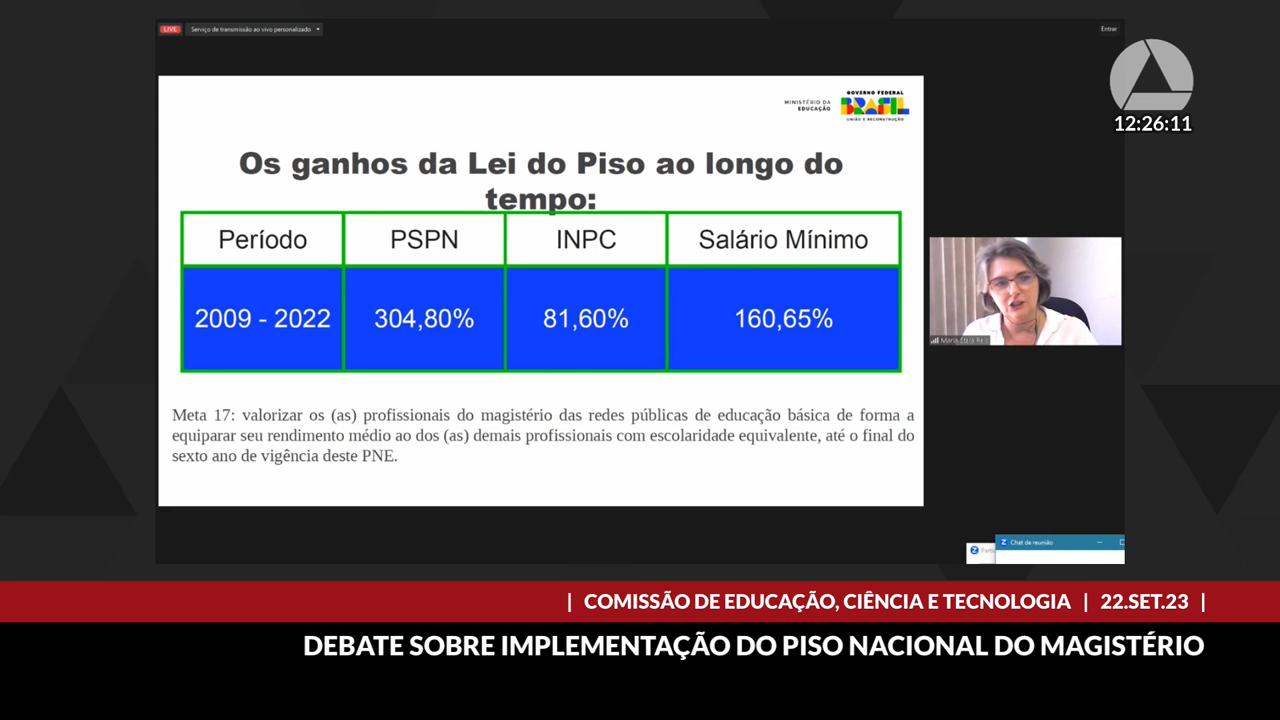 LIVE
Serviço de transmissão ao vivo personalizado
Entrar
12:26:11
MINISTÉRIO DA
EDUCAÇÃO
GOVERNO FEDERAL
BRASIL
UNIÃO E RECONSTRUÇÃO
Os ganhos da Lei do Piso ao longo do
tempo:
Período PSPN INPC Salário Mínimo
2009 - 2022 304,80% 81,60% 160,65%
Meta 17: valorizar os (as) profissionais do magistério das redes públicas de educação básica de forma a
equiparar seu rendimento médio ao dos (as) demais profissionais com escolaridade equivalente, até o final do
sexto ano de vigência deste PNE.
Chat de reunião
| COMISSÃO DE EDUCAÇÃO, CIÊNCIA E TECNOLOGIA | 22.SET.23 |
DEBATE SOBRE IMPLEMENTAÇÃO DO PISO NACIONAL DO MAGISTÉRIO